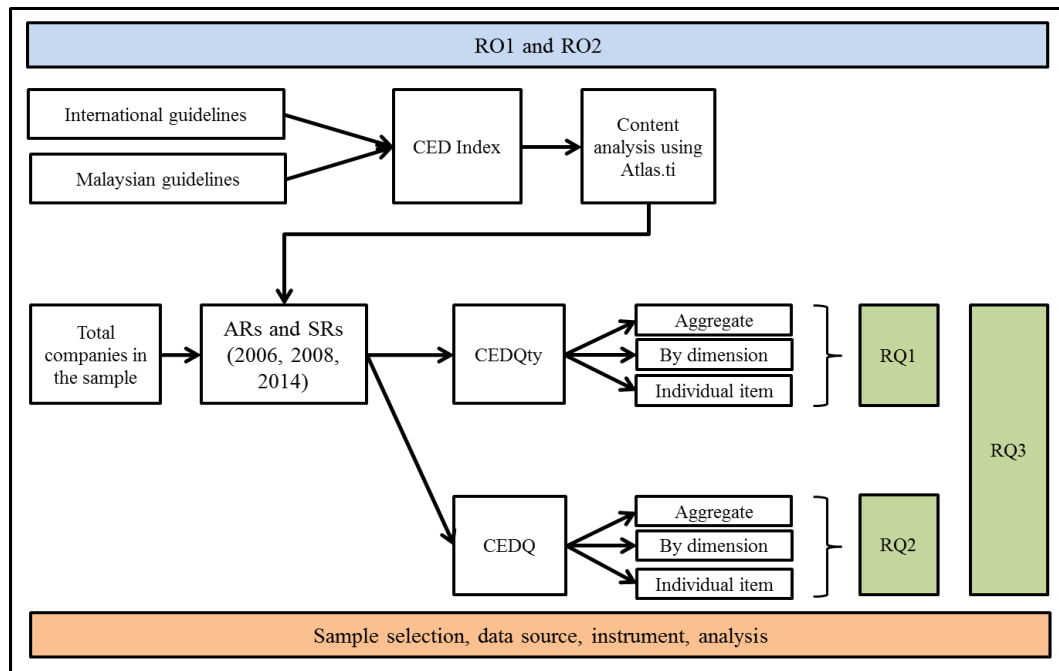 RO1 and RO2
International guidelines
Malaysian guidelines
CED Index
Content
analysis using
Atlas.ti
Total
companies in
the sample
ARs and SRs
(2006, 2008,
2014)
CEDQty
Aggregate
By dimension
Individual item
RQ1
RQ3
CEDQ
Aggregate
By dimension
Individual item
RQ2
Sample selection, data source, instrument, analysis